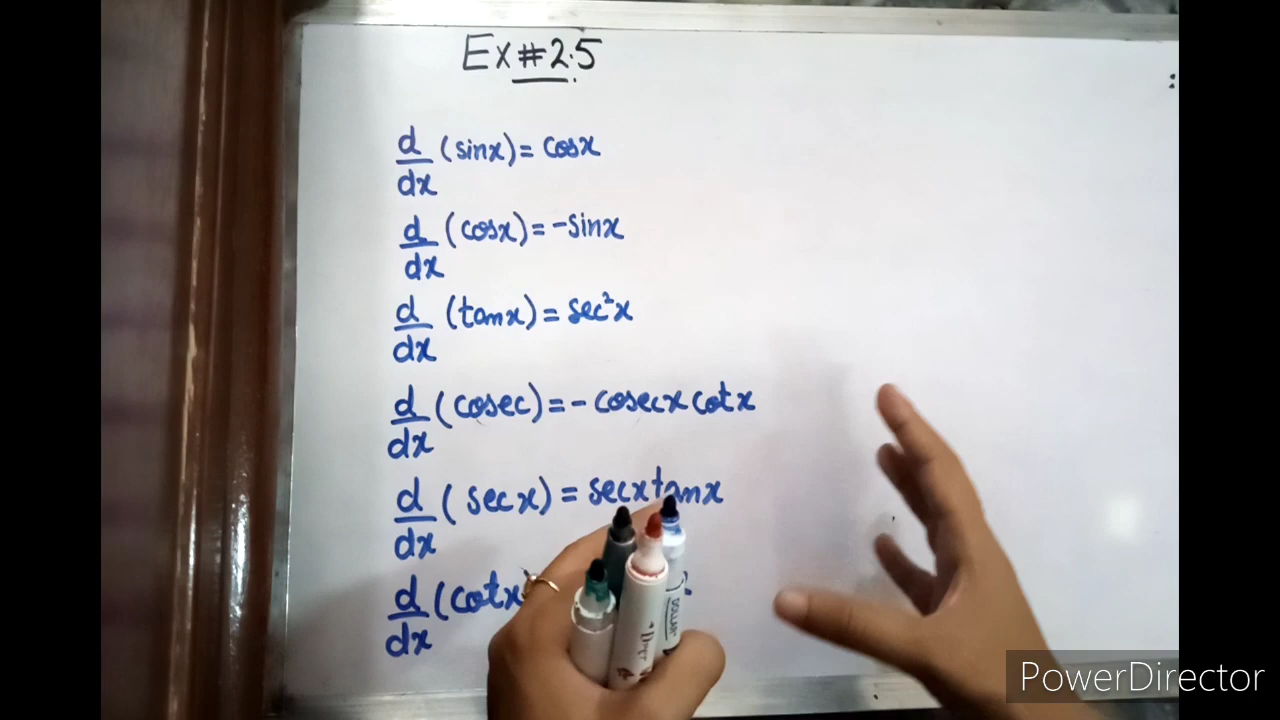 Ex#2.5
d/dx (sinx) = cosx
d/dx (cosx) = -sinx
d/dx (tanx) = sec²x
d/dx (cosec) = - cosecx cotx
d/dx (secx) = secxtanx
d/dx (cotx
DOLLAR
PowerDirector